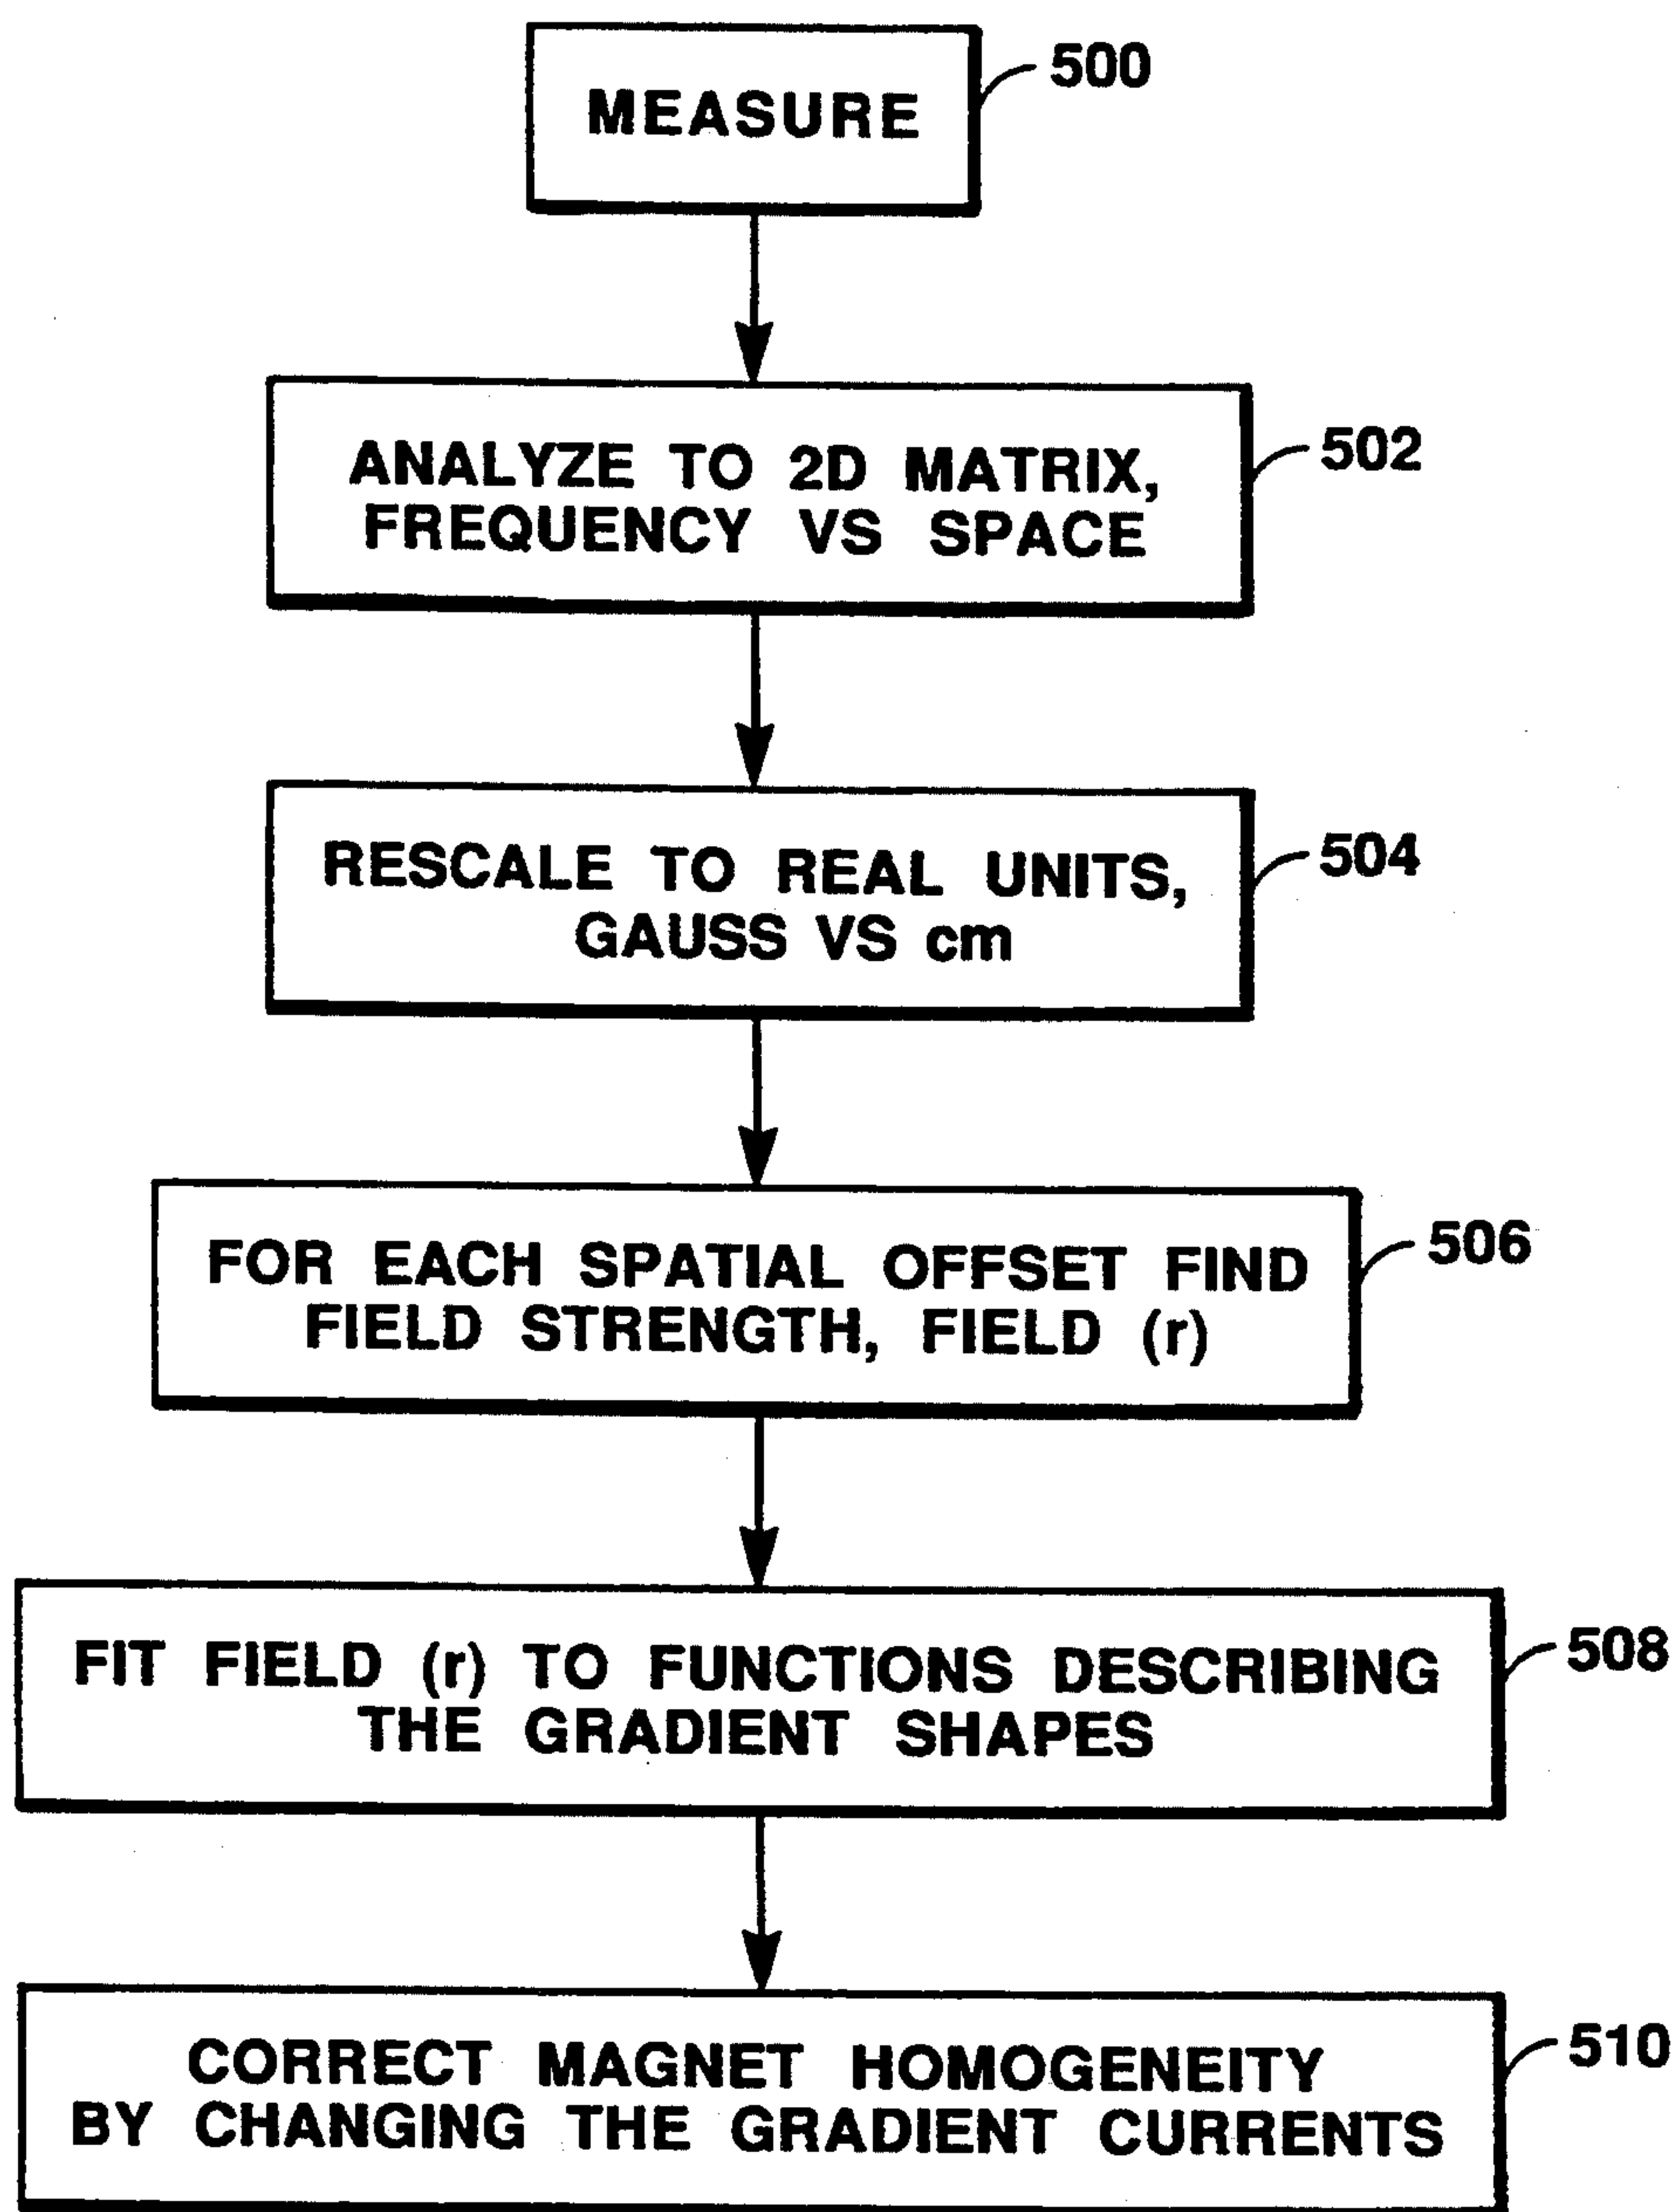 MEASURE
500
ANALYZE TO 2D MATRIX,
FREQUENCY VS SPACE
502
RESCALE TO REAL UNITS,
GAUSS VS cm
504
FOR EACH SPATIAL OFFSET FIND
FIELD STRENGTH, FIELD (r)
506
FIT FIELD (r) TO FUNCTIONS DESCRIBING
THE GRADIENT SHAPES
508
CORRECT MAGNET HOMOGENEITY
BY CHANGING THE GRADIENT CURRENTS
510